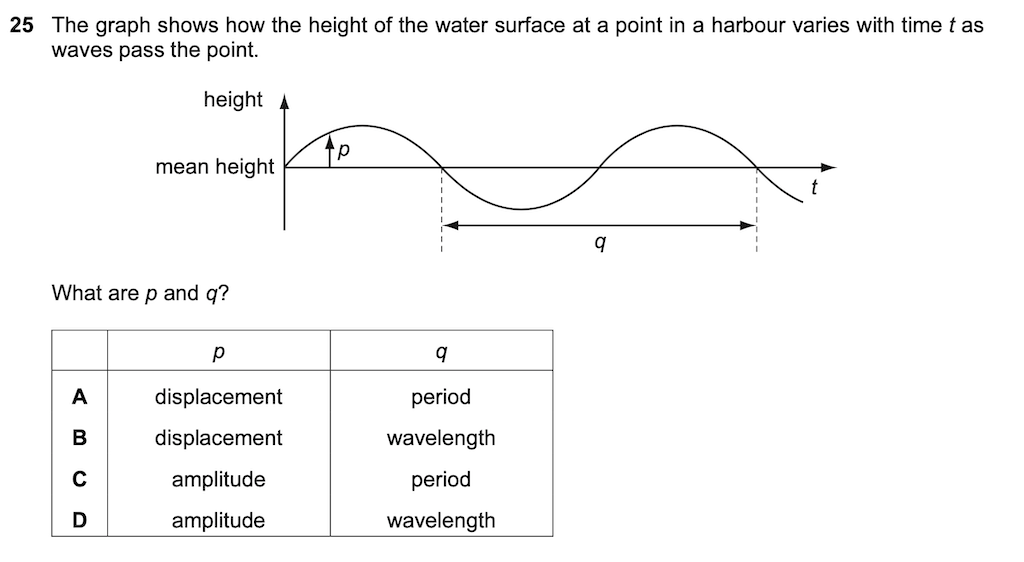 25 The graph shows how the height of the water surface at a point in a harbour varies with time t as
waves pass the point.
height
p
mean height
t
q
What are p and q?
p q
A displacement period
B displacement wavelength
C amplitude period
D amplitude wavelength